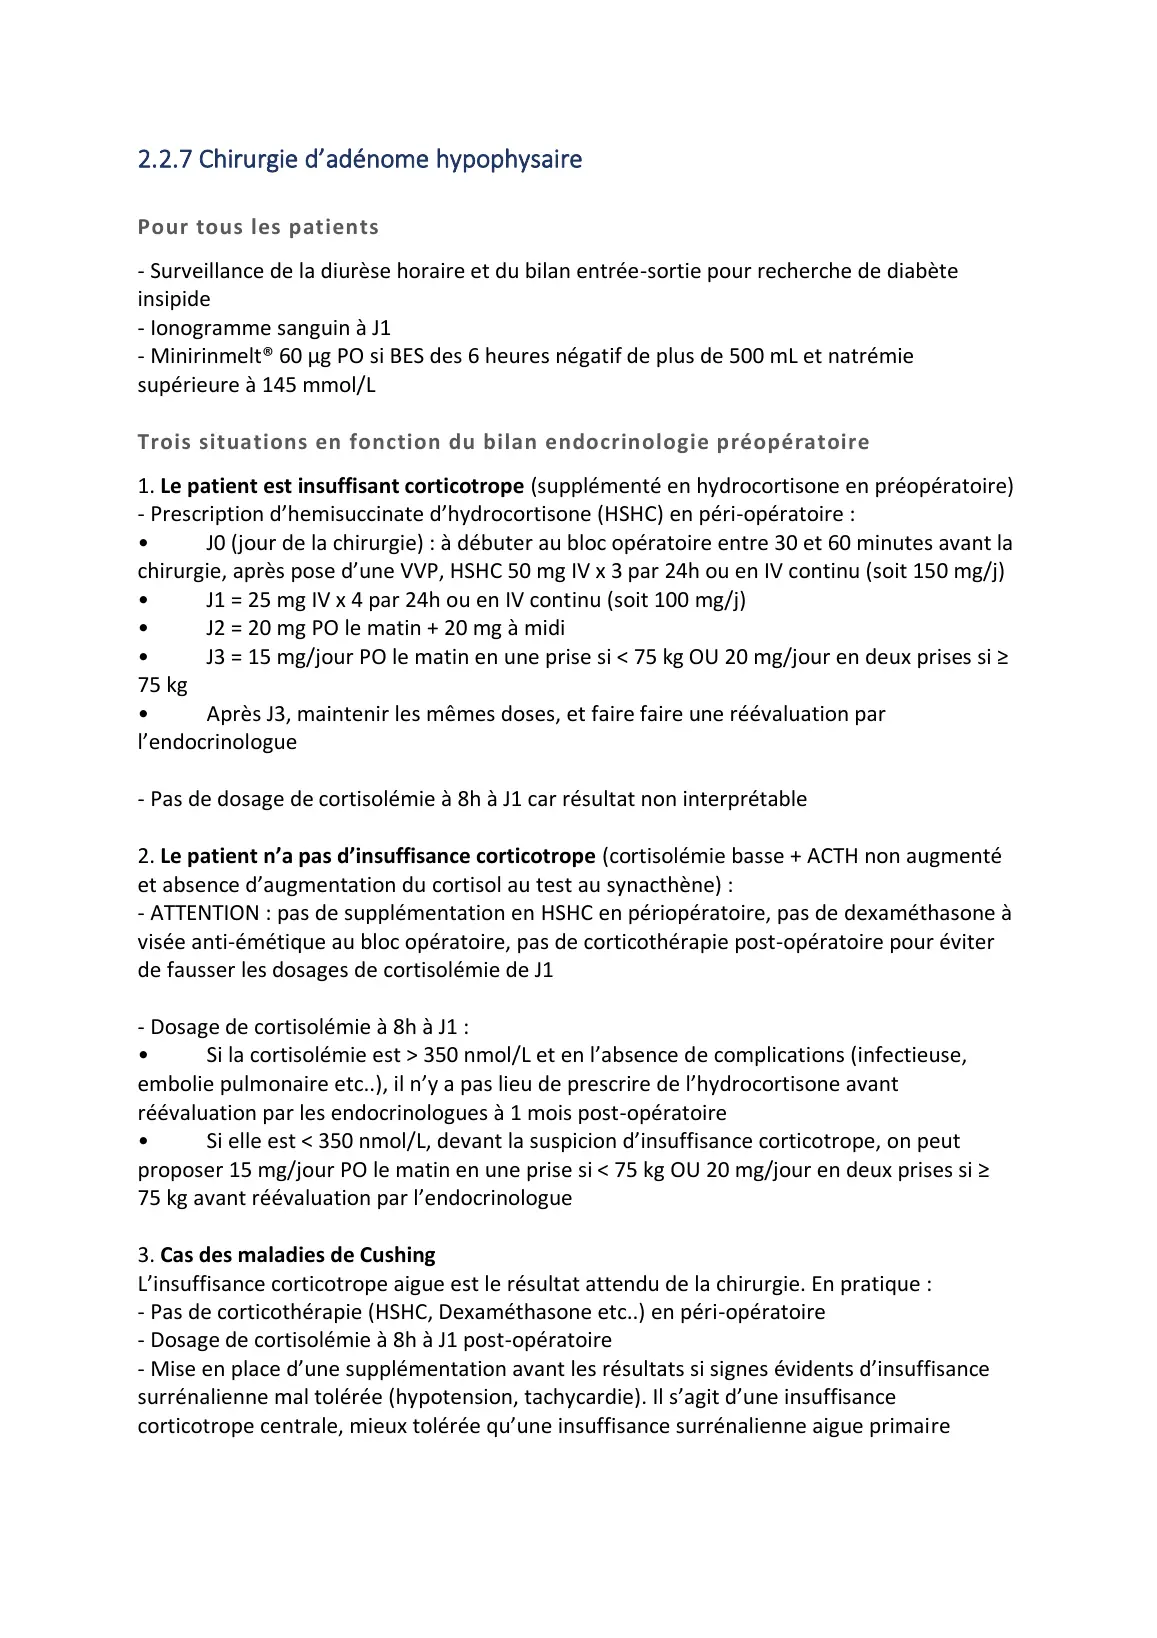 2.2.7 Chirurgie d’adénome hypophysaire
Pour tous les patients
- Surveillance de la diurèse horaire et du bilan entrée-sortie pour recherche de diabète
insipide
- Ionogramme sanguin à J1
- Minirinmelt® 60 µg PO si BES des 6 heures négatif de plus de 500 mL et natrémie
supérieure à 145 mmol/L
Trois situations en fonction du bilan endocrinologie préopératoire
1. Le patient est insuffisant corticotrope (supplémenté en hydrocortisone en préopératoire)
- Prescription d’hemisuccinate d’hydrocortisone (HSHC) en péri-opératoire :
• J0 (jour de la chirurgie) : à débuter au bloc opératoire entre 30 et 60 minutes avant la
chirurgie, après pose d’une VVP, HSHC 50 mg IV x 3 par 24h ou en IV continu (soit 150 mg/j)
• J1 = 25 mg IV x 4 par 24h ou en IV continu (soit 100 mg/j)
• J2 = 20 mg PO le matin + 20 mg à midi
• J3 = 15 mg/jour PO le matin en une prise si < 75 kg OU 20 mg/jour en deux prises si ≥
75 kg
• Après J3, maintenir les mêmes doses, et faire faire une réévaluation par
l’endocrinologue
- Pas de dosage de cortisolémie à 8h à J1 car résultat non interprétable
2. Le patient n’a pas d’insuffisance corticotrope (cortisolémie basse + ACTH non augmenté
et absence d’augmentation du cortisol au test au synacthène) :
- ATTENTION : pas de supplémentation en HSHC en périopératoire, pas de dexaméthasone à
visée anti-émétique au bloc opératoire, pas de corticothérapie post-opératoire pour éviter
de fausser les dosages de cortisolémie de J1
- Dosage de cortisolémie à 8h à J1 :
• Si la cortisolémie est > 350 nmol/L et en l’absence de complications (infectieuse,
embolie pulmonaire etc..), il n’y a pas lieu de prescrire de l’hydrocortisone avant
réévaluation par les endocrinologues à 1 mois post-opératoire
• Si elle est < 350 nmol/L, devant la suspicion d’insuffisance corticotrope, on peut
proposer 15 mg/jour PO le matin en une prise si < 75 kg OU 20 mg/jour en deux prises si ≥
75 kg avant réévaluation par l’endocrinologue
3. Cas des maladies de Cushing
L’insuffisance corticotrope aigue est le résultat attendu de la chirurgie. En pratique :
- Pas de corticothérapie (HSHC, Dexaméthasone etc..) en péri-opératoire
- Dosage de cortisolémie à 8h à J1 post-opératoire
- Mise en place d’une supplémentation avant les résultats si signes évidents d’insuffisance
surrénalienne mal tolérée (hypotension, tachycardie). Il s’agit d’une insuffisance
corticotrope centrale, mieux tolérée qu’une insuffisance surrénalienne aigue primaire